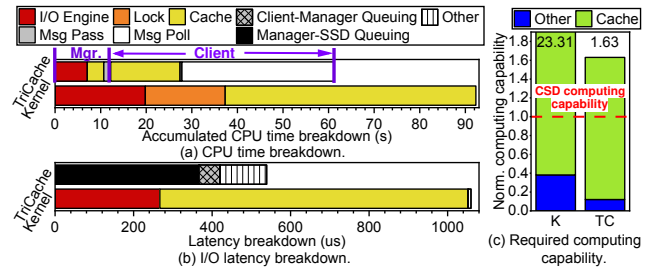 I/O Engine Lock Cache Client-Manager Queuing Other
Msg Pass Msg Poll Manager-SSD Queuing
Mgr. Client
TriCache
Kernel
0 10 20 30 40 50 60 70 80 90
Accumulated CPU time breakdown (s)
(a) CPU time breakdown.
TriCache
Kernel
0 200 400 600 800 1000
Latency breakdown (us)
(b) I/O latency breakdown.
Other Cache
Norm. computing capability
1.8
1.6
1.4
1.2
1.0
0.8
0.6
0.4
0.2
0.0
23.31 1.63
CSD computing
capability
K TC
(c) Required computing
capability.